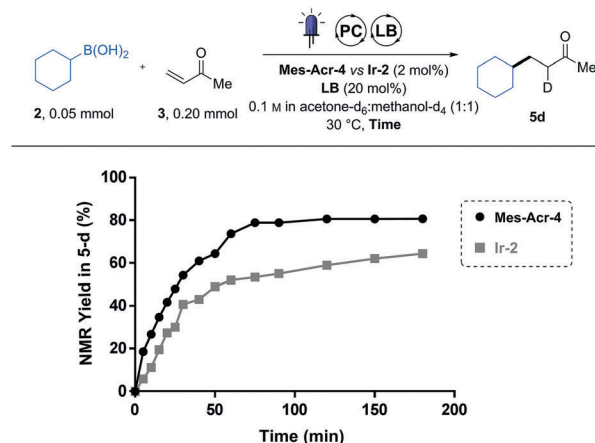 B(OH)₂
+
O
Me
PC
LB
Mes-Acr-4 vs Ir-2 (2 mol%)
LB (20 mol%)
0.1 M in acetone-d₆:methanol-d₄ (1:1)
30 °C, Time
O
Me
D
2, 0.05 mmol
3, 0.20 mmol
5d
NMR Yield in 5-d (%)
100
80
60
40
20
0
0
50
100
150
200
Time (min)
Mes-Acr-4
Ir-2